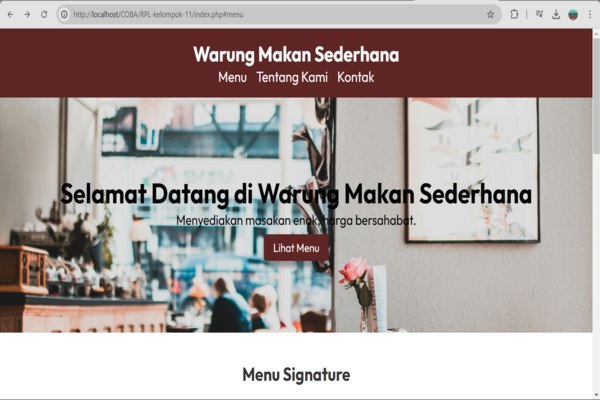 http://localhost/COBA/RPL-kelompok-11/index.php#menu
Warung Makan Sederhana
Menu Tentang Kami Kontak
Selamat Datang di Warung Makan Sederhana
Menyediakan masakan enak, harga bersahabat.
Lihat Menu
Menu Signature